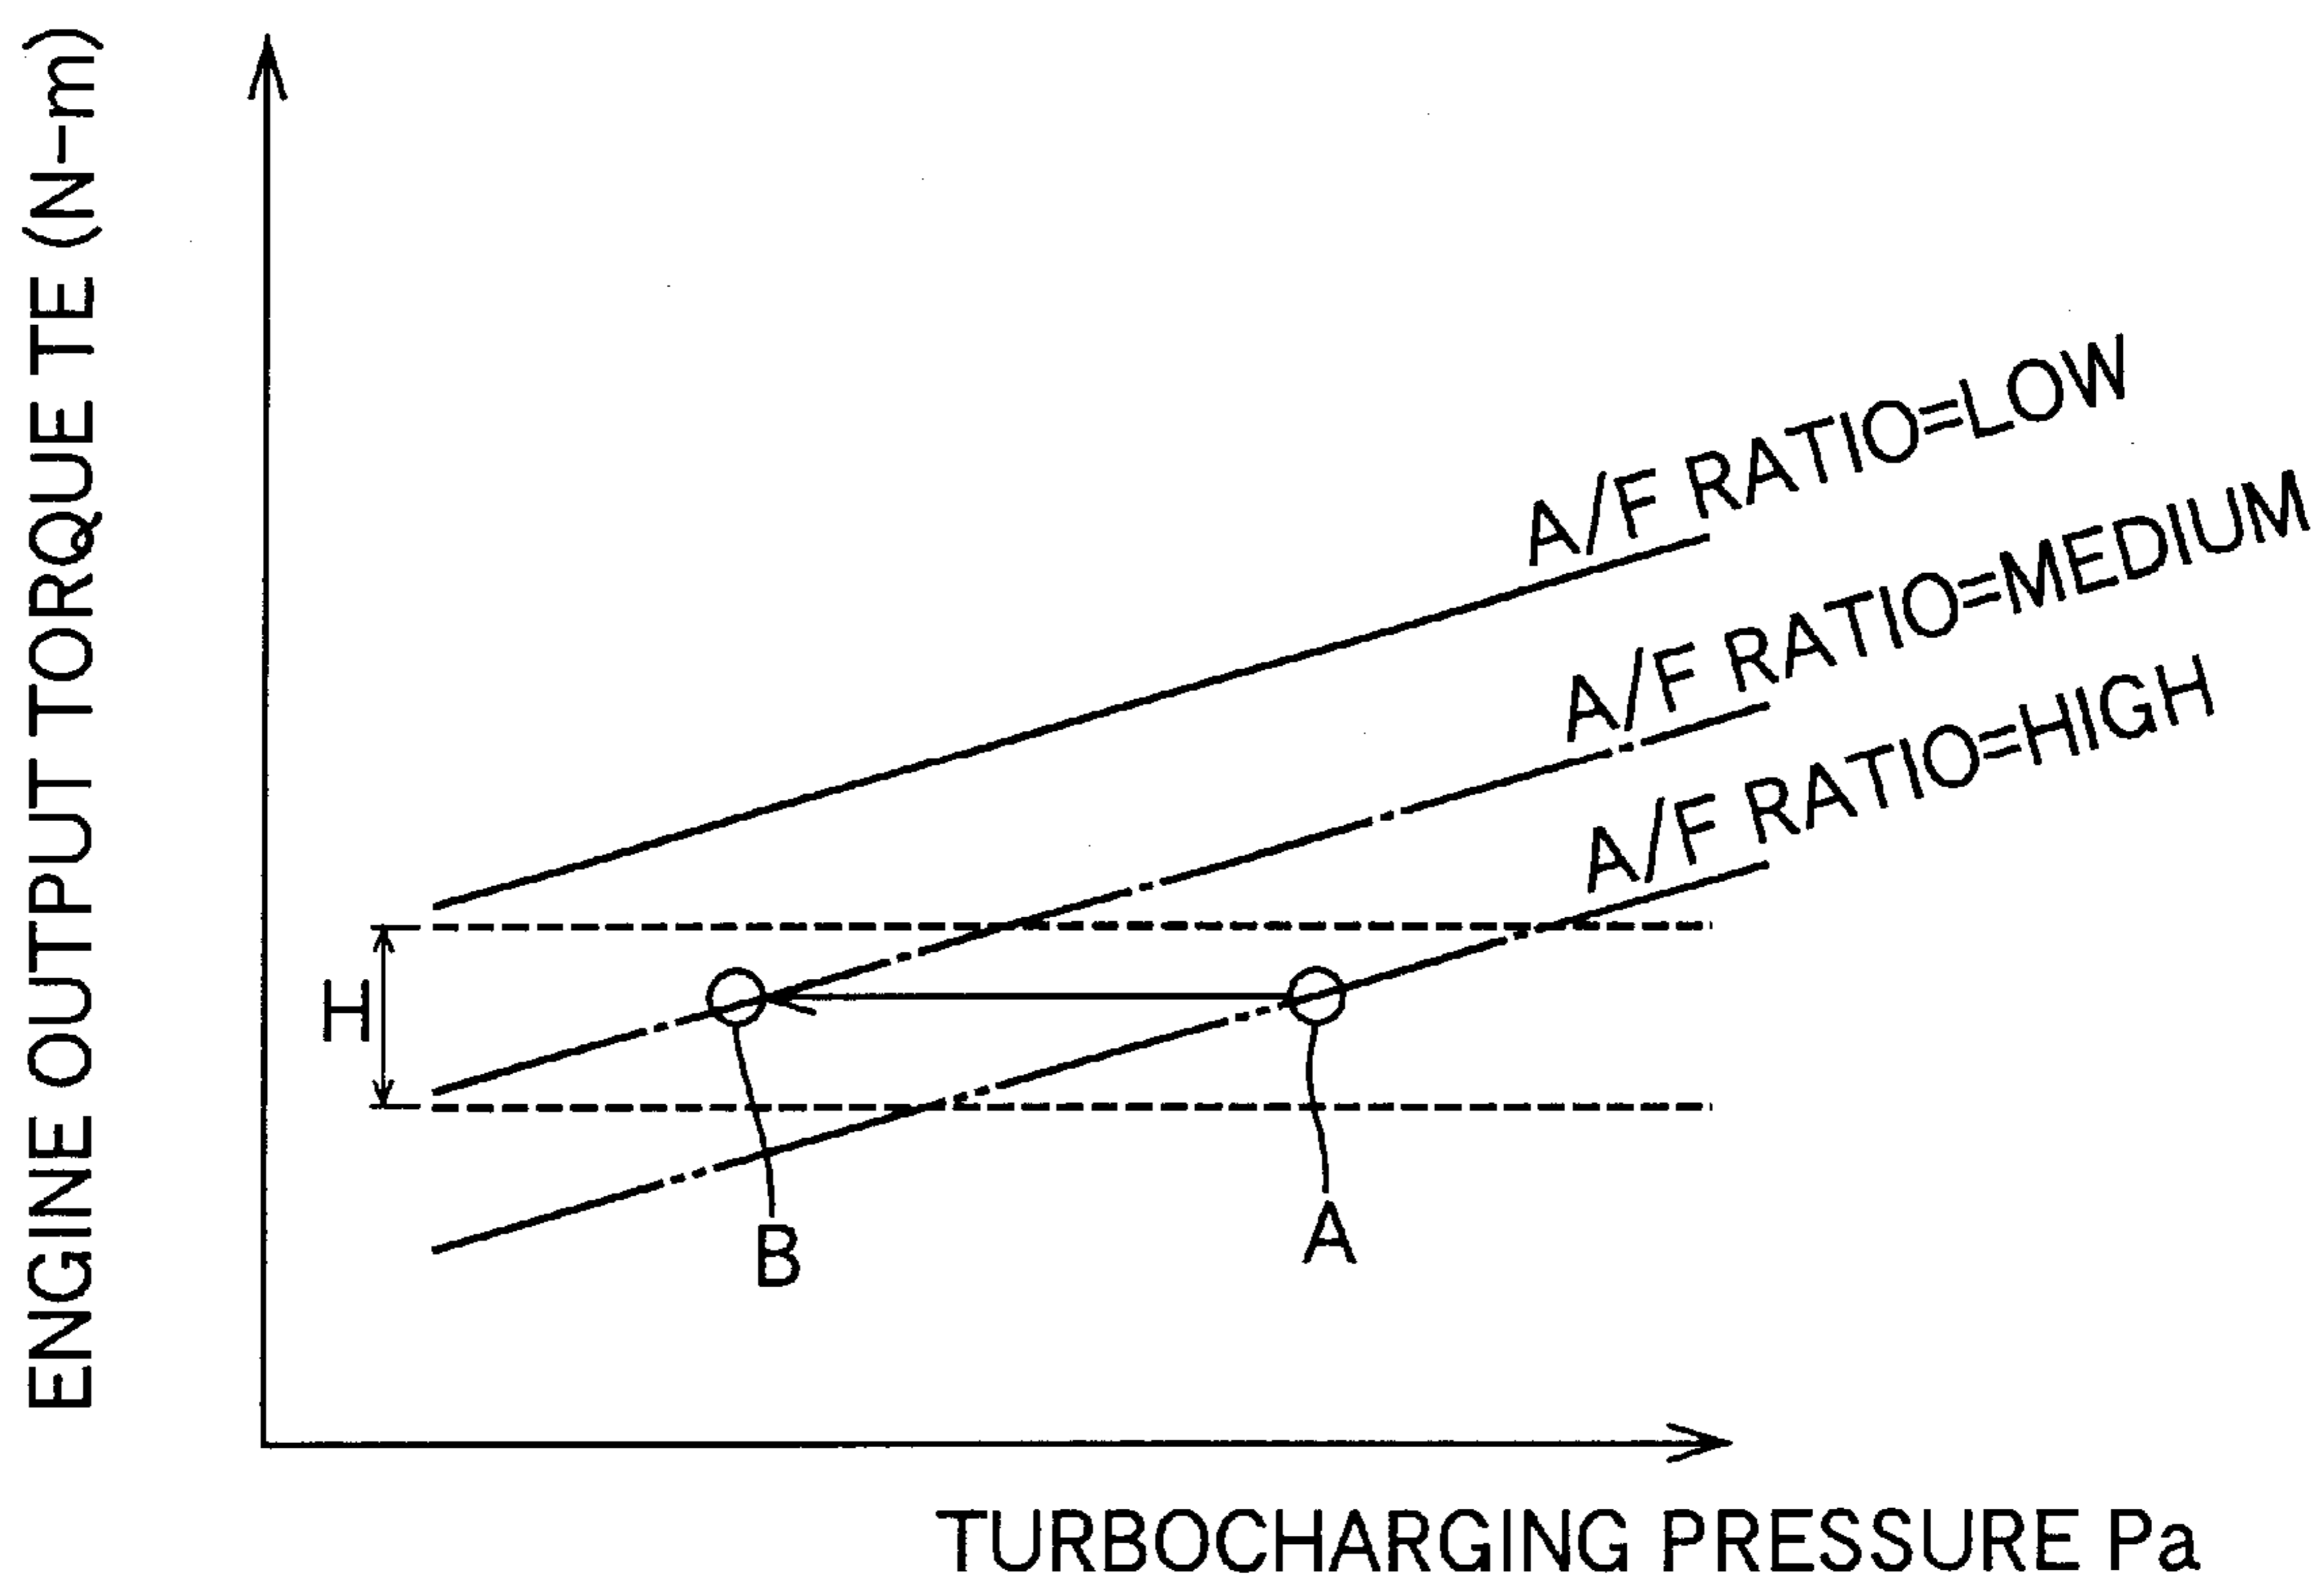 ENGINE OUTPUT TORQUE TE (N-m)
A/F RATIO=LOW
A/F RATIO=MEDIUM
A/F RATIO=HIGH
H
B
A
TURBOCHARGING PRESSURE Pa